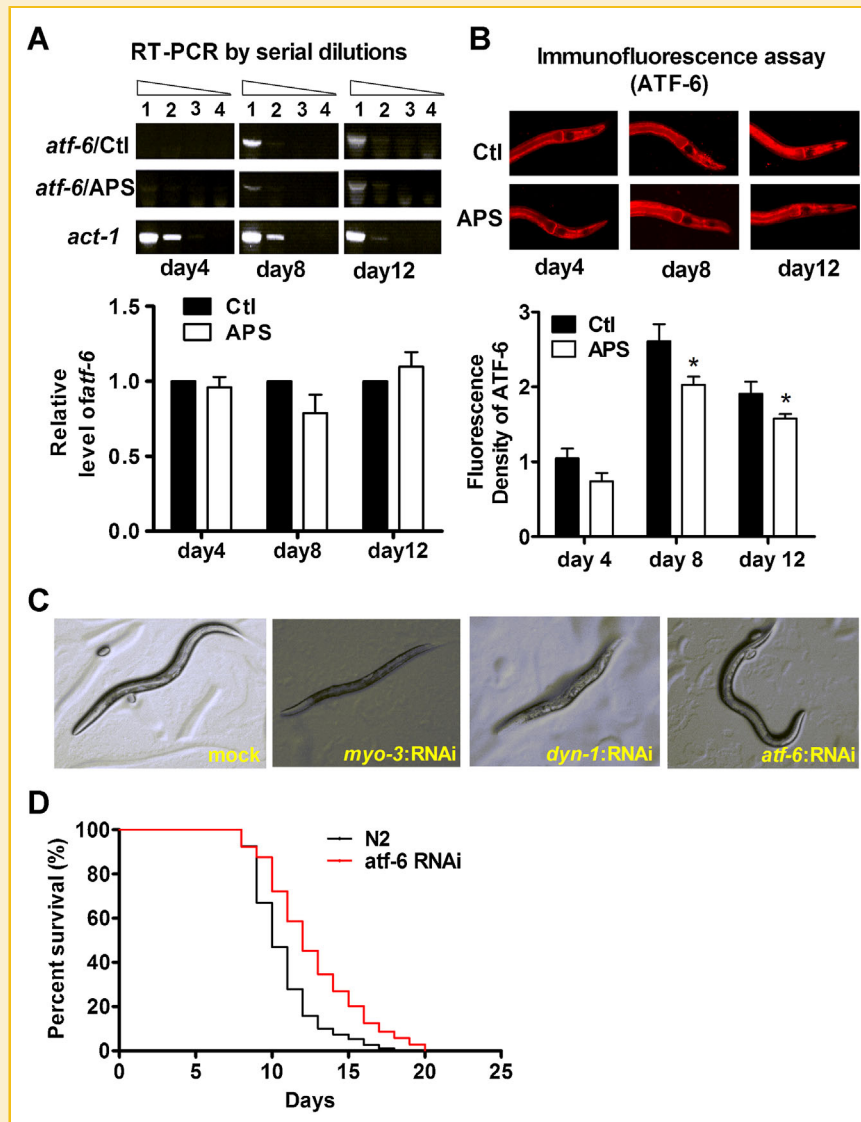 A
RT-PCR by serial dilutions
1 2 3 4 1 2 3 4 1 2 3 4
atf-6/Ctl
atf-6/APS
act-1
day4 day8 day12
Relative
level ofatf-6
1.5
1.0
0.5
0.0
Ctl
APS
day4 day8 day12
B
Immunofluorescence assay
(ATF-6)
Ctl
APS
day4 day8 day12
Fluorescence
Density of ATF-6
3
2
1
0
Ctl
APS
*
*
day 4 day 8 day 12
C
mock
myo-3:RNAi
dyn-1:RNAi
atf-6:RNAi
D
Percent survival (%)
100
80
60
40
20
0
N2
atf-6 RNAi
0 5 10 15 20 25
Days